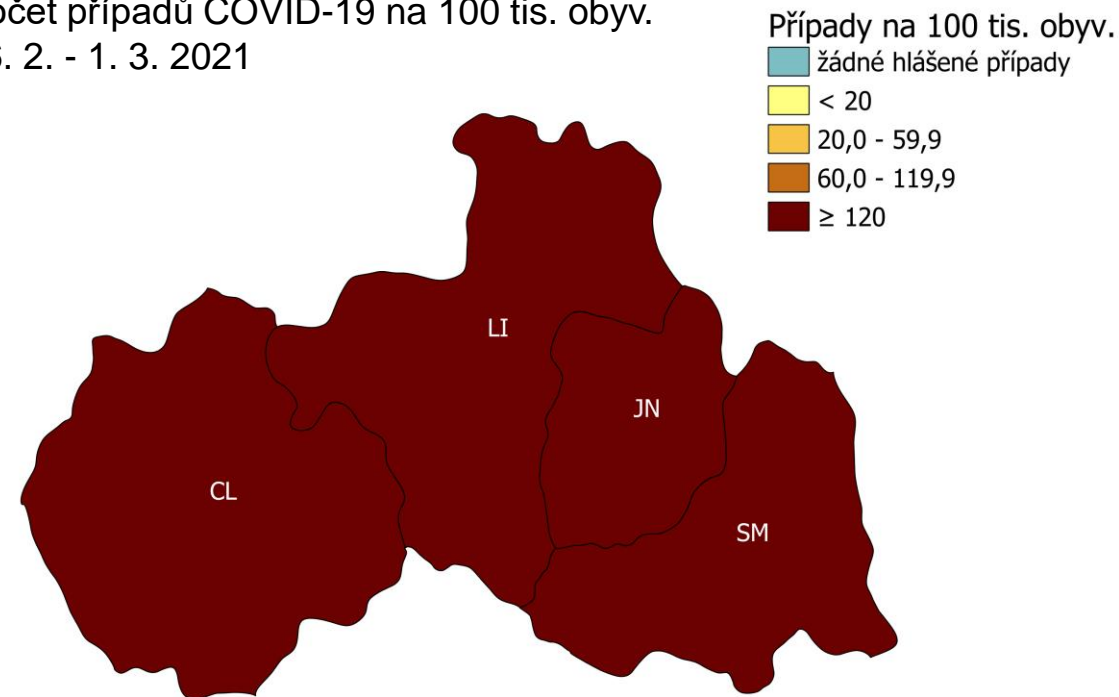 očet případů COVID-19 na 100 tis. obyv.
. 2. - 1. 3. 2021
Případy na 100 tis. obyv.
žádné hlášené případy
< 20
20,0 - 59,9
60,0 - 119,9
≥ 120
LI
JN
CL
SM